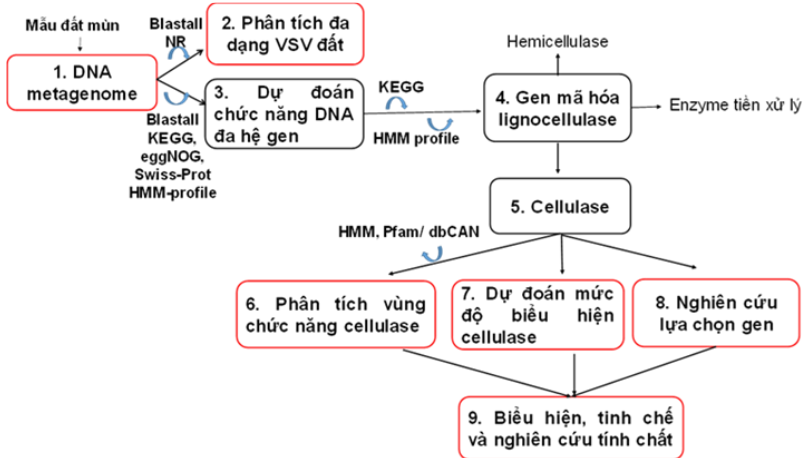 Mẫu đất mùn
1. DNA
metagenome
Blastall
NR
2. Phân tích đa
dạng VSV đất
Blastall
KEGG,
eggNOG,
Swiss-Prot
HMM-profile
3. Dự đoán
chức năng DNA
đa hệ gen
KEGG
HMM profile
Hemicellulase
4. Gen mã hóa
lignocellulase
Enzyme tiền xử lý
5. Cellulase
HMM, Pfam/ dbCAN
6. Phân tích vùng
chức năng cellulase
7. Dự đoán mức
độ biểu hiện
cellulase
8. Nghiên cứu
lựa chọn gen
9. Biểu hiện, tinh chế
và nghiên cứu tính chất